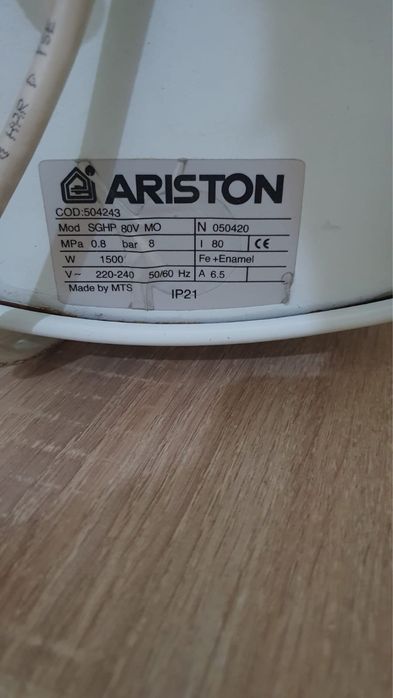 ARISTON
COD:504243
Mod SGHP 80V MO N 050420
MPa 0.8 bar 8 I 80 CE
W 1500 Fe+Enamel
V~ 220-240 50/60 Hz A 6.5
Made by MTS IP21